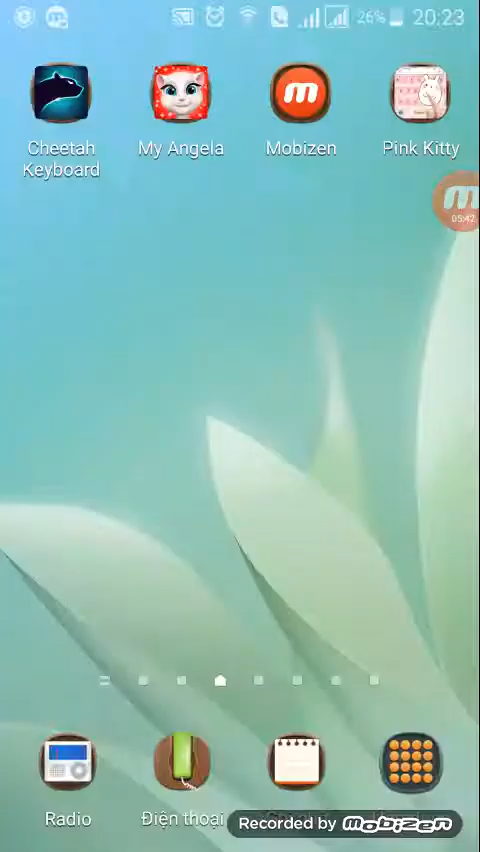 26% 20:23
Cheetah Keyboard
My Angela
Mobizen
Pink Kitty
05:42
Radio
Điện thoại
Recorded by mobizen